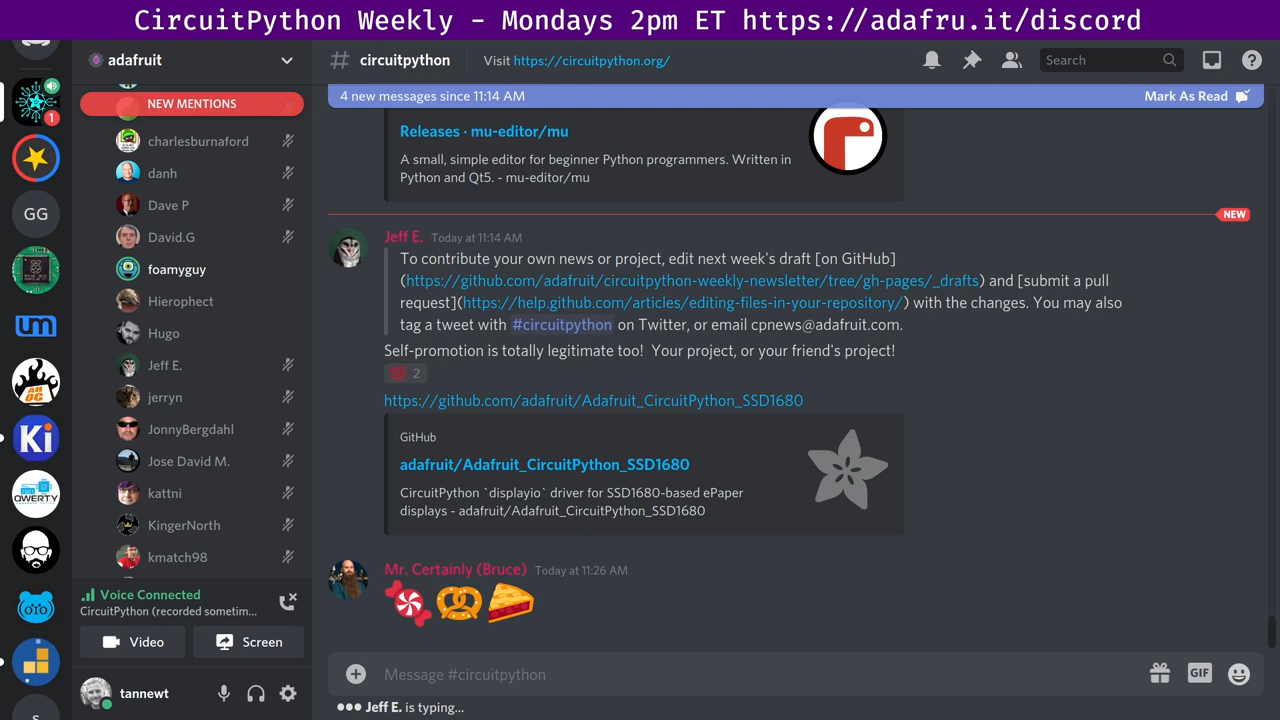 CircuitPython Weekly - Mondays 2pm ET https://adafru.it/discord
adafruit
circuitpython
Visit https://circuitpython.org/
Search
NEW MENTIONS
4 new messages since 11:14 AM
Mark As Read
1
charlesburnaford
danh
Dave P
David.G
foamyguy
Hierophect
Hugo
Jeff E.
jerryn
JonnyBergdahl
Jose David M.
kattni
KingerNorth
kmatch98
GG
UM
Ki
QWERTY
Releases · mu-editor/mu
A small, simple editor for beginner Python programmers. Written in
Python and Qt5. - mu-editor/mu
NEW
Jeff E. Today at 11:14 AM
To contribute your own news or project, edit next week's draft [on GitHub]
(https://github.com/adafruit/circuitpython-weekly-newsletter/tree/gh-pages/_drafts) and [submit a pull
request](https://help.github.com/articles/editing-files-in-your-repository/) with the changes. You may also
tag a tweet with #circuitpython on Twitter, or email cpnews@adafruit.com.
Self-promotion is totally legitimate too! Your project, or your friend's project!
2
https://github.com/adafruit/Adafruit_CircuitPython_SSD1680
GitHub
adafruit/Adafruit_CircuitPython_SSD1680
CircuitPython `displayio` driver for SSD1680-based ePaper
displays - adafruit/Adafruit_CircuitPython_SSD1680
Mr. Certainly (Bruce) Today at 11:26 AM
Voice Connected
CircuitPython (recorded sometim...
Video
Screen
tannewt
Message #circuitpython
GIF
Jeff E. is typing...